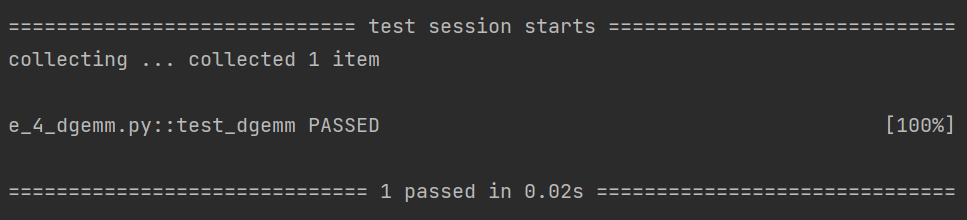 ============================= test session starts =============================
collecting ... collected 1 item

e_4_dgemm.py::test_dgemm PASSED                                          [100%]

============================== 1 passed in 0.02s ==============================